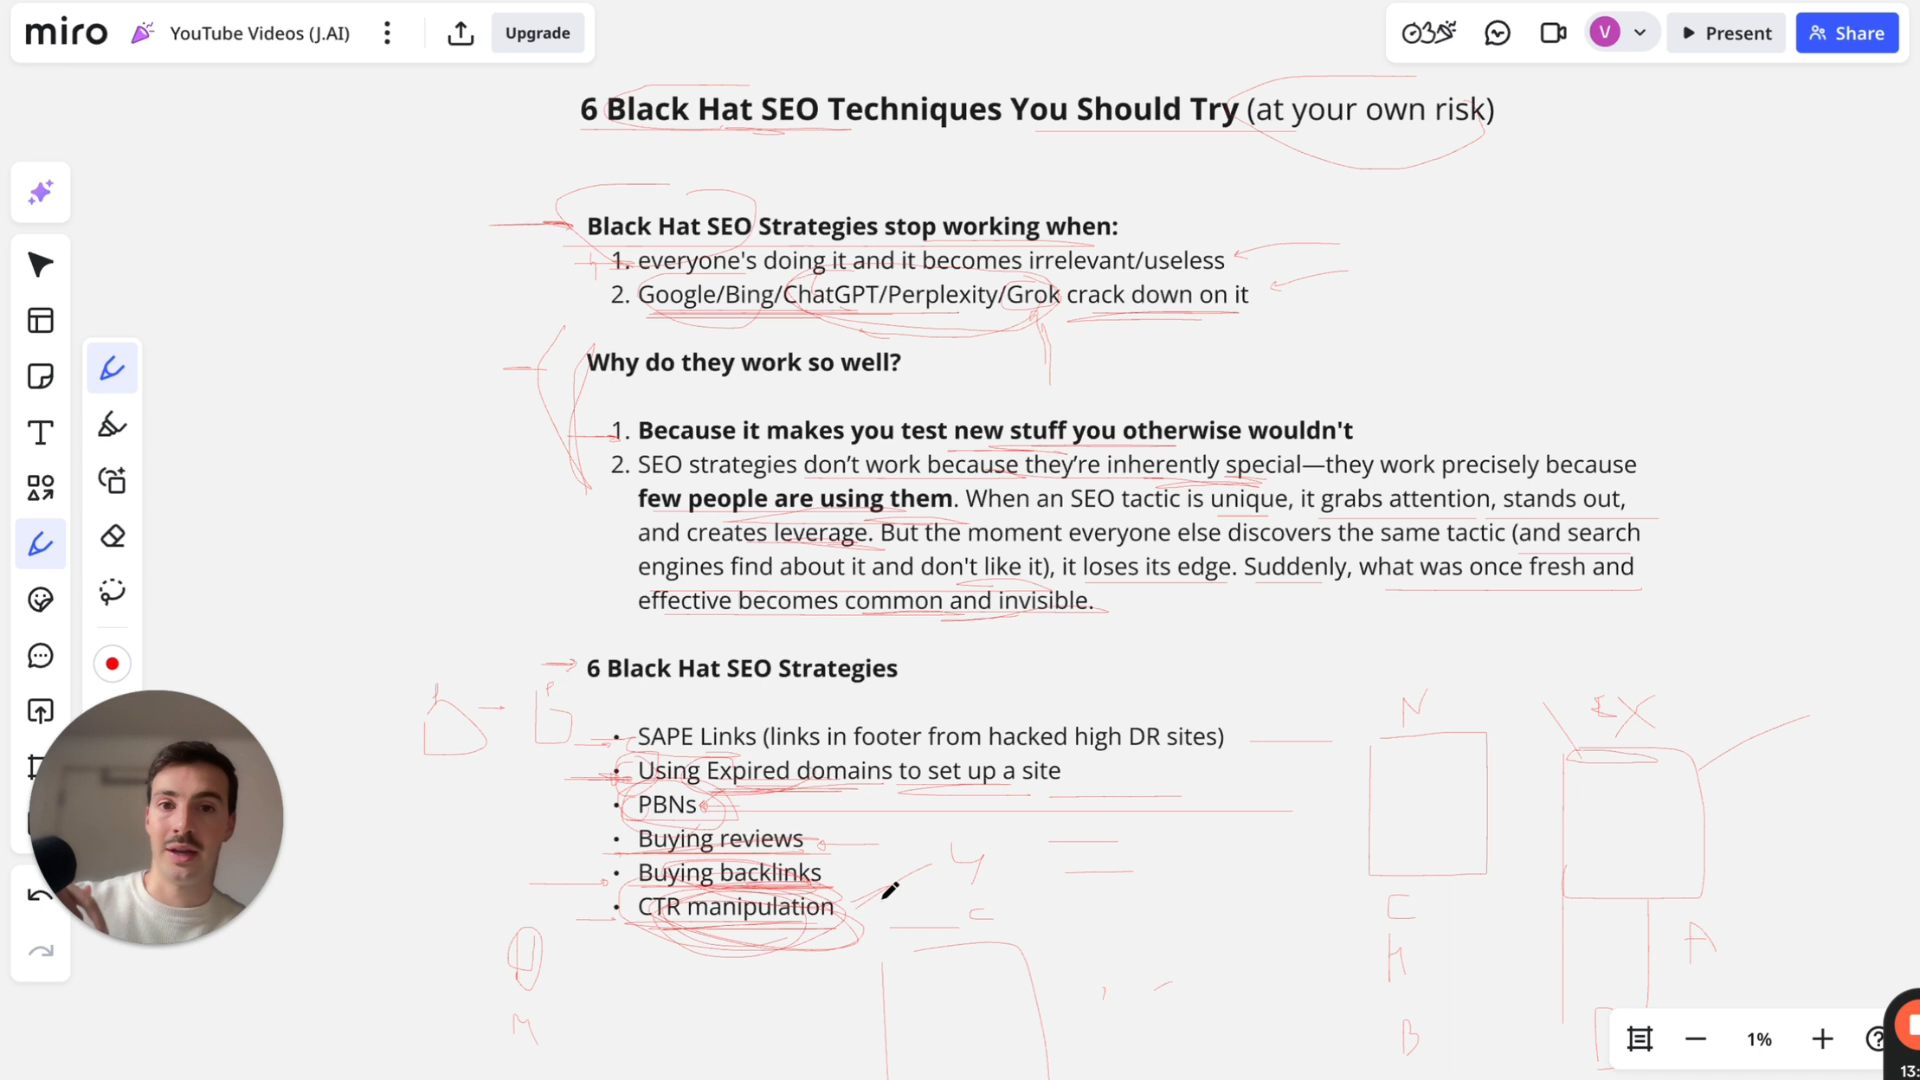 miro
YouTube Videos (J.AI)
Upgrade
V
Present
Share
6 Black Hat SEO Techniques You Should Try (at your own risk)
Black Hat SEO Strategies stop working when:
1. everyone's doing it and it becomes irrelevant/useless
2. Google/Bing/ChatGPT/Perplexity/Grok crack down on it
Why do they work so well?
1. Because it makes you test new stuff you otherwise wouldn't
2. SEO strategies don’t work because they’re inherently special—they work precisely because
few people are using them. When an SEO tactic is unique, it grabs attention, stands out,
and creates leverage. But the moment everyone else discovers the same tactic (and search
engines find about it and don't like it), it loses its edge. Suddenly, what was once fresh and
effective becomes common and invisible.
6 Black Hat SEO Strategies
• SAPE Links (links in footer from hacked high DR sites)
• Using Expired domains to set up a site
• PBNs
• Buying reviews
• Buying backlinks
• CTR manipulation
N
EX
C
H
B
A
1%
13: